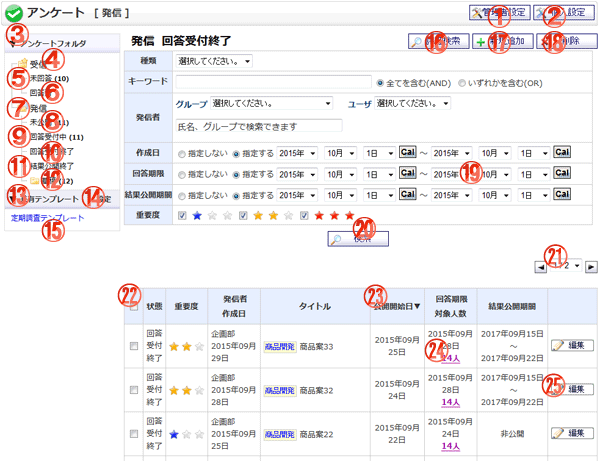 アンケート [ 発信 ]
① 管理者設定 ② 個人設定
③ アンケートフォルダ
④ 受信
⑤ 未回答 (10)
⑥ 回答
⑦ 発信
⑧ 未公開 (11)
⑨ 回答受付中 (11)
⑩ 回答受付終了
⑪ 結果公開終了
⑫ (12)
⑬ ▼共有テンプレート ⑭ 設定
⑮ 定期調査テンプレート
発信 回答受付終了
⑯ 検索 ⑰ 追加 ⑱ 削除
種類 選択してください。
キーワード 全てを含む(AND) いずれかを含む(OR)
発信者 グループ 選択してください。 ユーザ 選択してください。
氏名、グループで検索できます
作成日 指定しない 指定する 2015年 10月 1日 Cal ～ 2015年 10月 1日 Cal
回答期限 指定しない 指定する 2015年 10月 1日 Cal ～ 2015年 10月 1日 Cal
⑲
結果公開期間 指定しない 指定する 2015年 10月 1日 Cal ～ 2015年 10月 1日 Cal
重要度 ★☆☆ ★★☆ ★★★
⑳ 検索
㉑ 1/2
㉒ 状態 重要度 発信者 作成日 タイトル ㉓ 公開開始日▼ 回答期限 対象人数 結果公開期間
回答受付終了 ★★☆ 企画部 2015年09月29日 商品開発 商品案33 2015年09月25日 2015年09月28日 14人 2017年09月15日 ～ 2017年09月22日 編集
㉔
回答受付終了 ★★☆ 企画部 2015年09月28日 商品開発 商品案32 2015年09月24日 2015年09月28日 14人 2017年09月15日 ～ 2017年09月22日 編集
㉕
回答受付終了 ★☆☆ 企画部 2015年09月25日 商品開発 商品案22 2015年09月22日 2015年09月24日 14人 非公開 編集